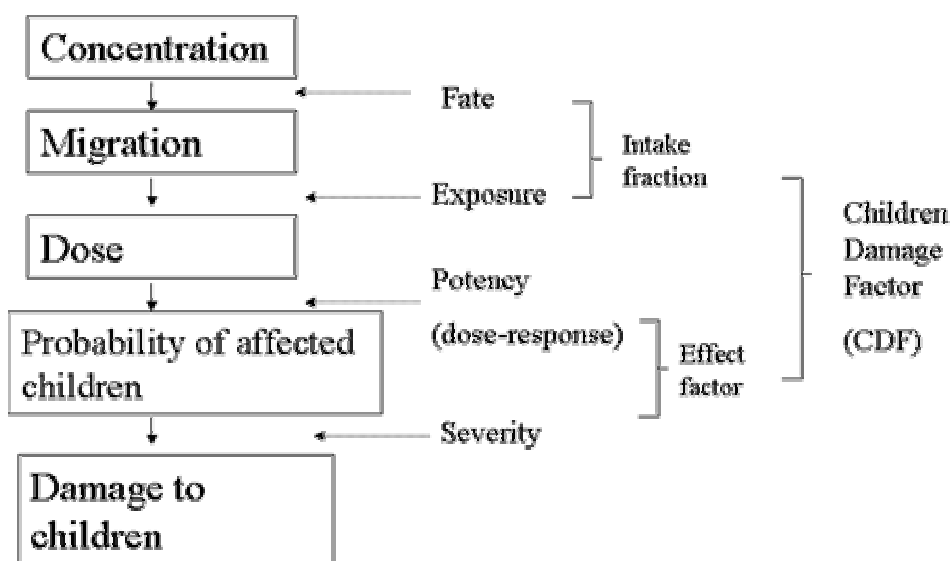 Concentration
Fate
Migration
Intake
fraction
Exposure
Children
Damage
Factor
(CDF)
Dose
Potency
(dose-response)
Probability of affected
children
Effect
factor
Severity
Damage to
children